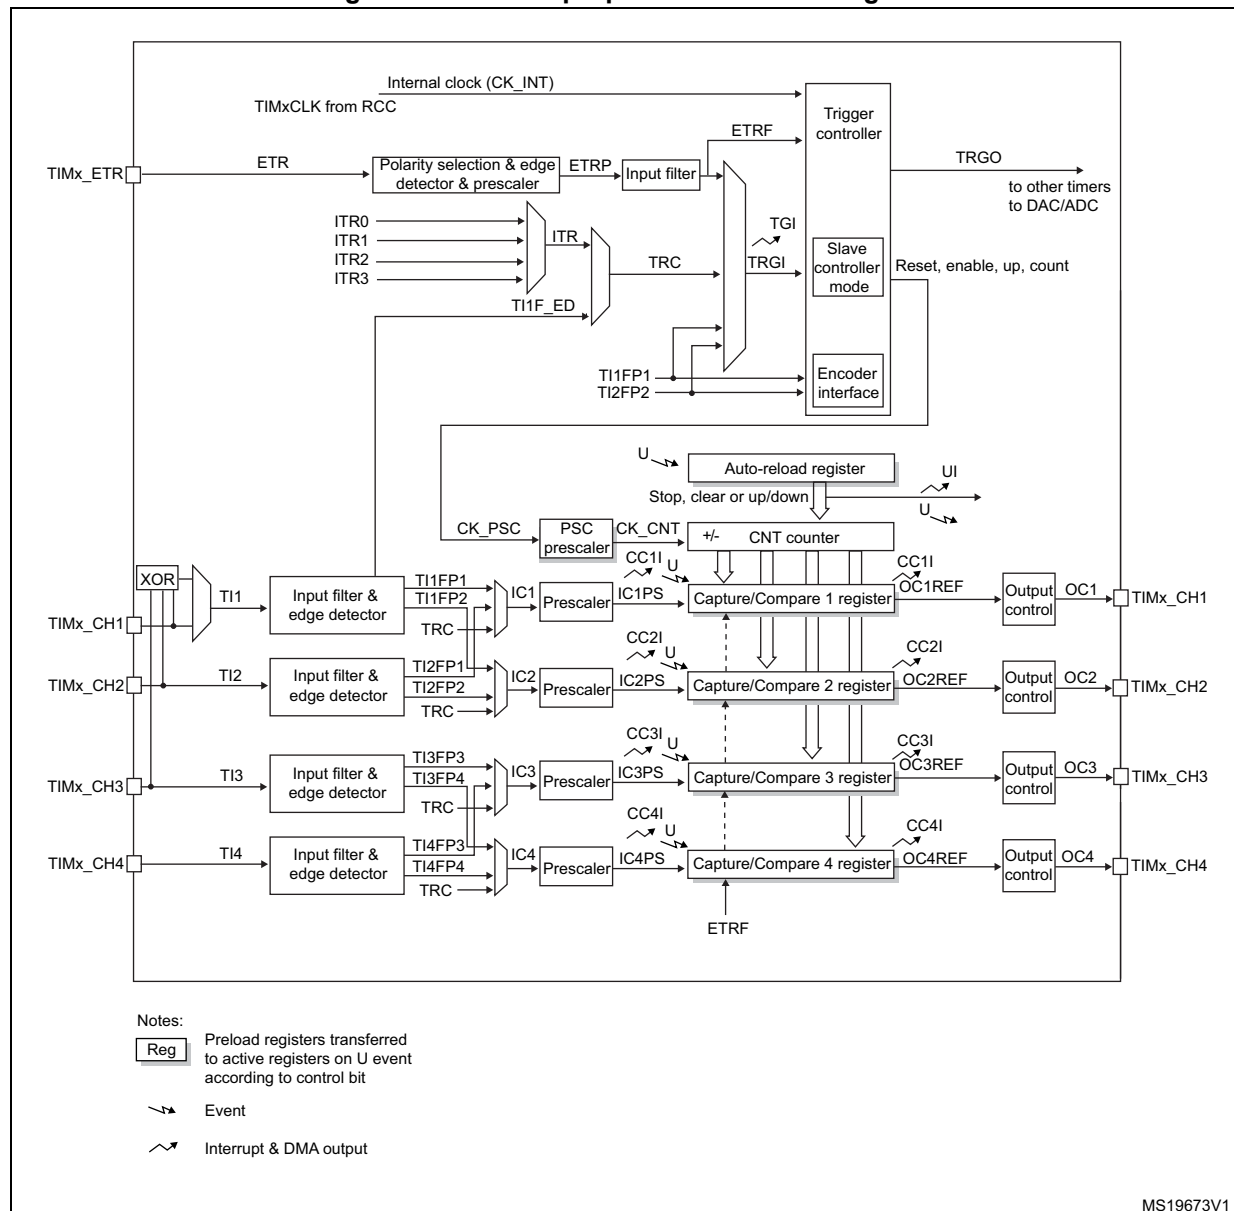 Internal clock (CK_INT)
TIMxCLK from RCC
Trigger
controller
ETRF
TIMx_ETR
ETR
Polarity selection & edge
detector & prescaler
ETRP
Input filter
TRGO
to other timers
to DAC/ADC
ITR0
ITR1
ITR2
ITR3
ITR
TI1F_ED
TRC
TGI
TRGI
Slave
controller
mode
Reset, enable, up, count
TI1FP1
TI2FP2
Encoder
interface
U
Auto-reload register
UI
Stop, clear or up/down
U
CK_PSC
PSC
prescaler
CK_CNT
+/-
CNT counter
XOR
TIMx_CH1
TI1
Input filter &
edge detector
TI1FP1
TI1FP2
TRC
IC1
Prescaler
CC1I
U
IC1PS
Capture/Compare 1 register
CC1I
OC1REF
Output
control
OC1
TIMx_CH1
TIMx_CH2
TI2
Input filter &
edge detector
TI2FP1
TI2FP2
TRC
IC2
Prescaler
CC2I
U
IC2PS
Capture/Compare 2 register
CC2I
OC2REF
Output
control
OC2
TIMx_CH2
TIMx_CH3
TI3
Input filter &
edge detector
TI3FP3
TI3FP4
TRC
IC3
Prescaler
CC3I
U
IC3PS
Capture/Compare 3 register
CC3I
OC3REF
Output
control
OC3
TIMx_CH3
TIMx_CH4
TI4
Input filter &
edge detector
TI4FP3
TI4FP4
TRC
IC4
Prescaler
CC4I
U
IC4PS
Capture/Compare 4 register
CC4I
OC4REF
Output
control
OC4
TIMx_CH4
ETRF
Notes:
Reg
Preload registers transferred
to active registers on U event
according to control bit
Event
Interrupt & DMA output
MS19673V1